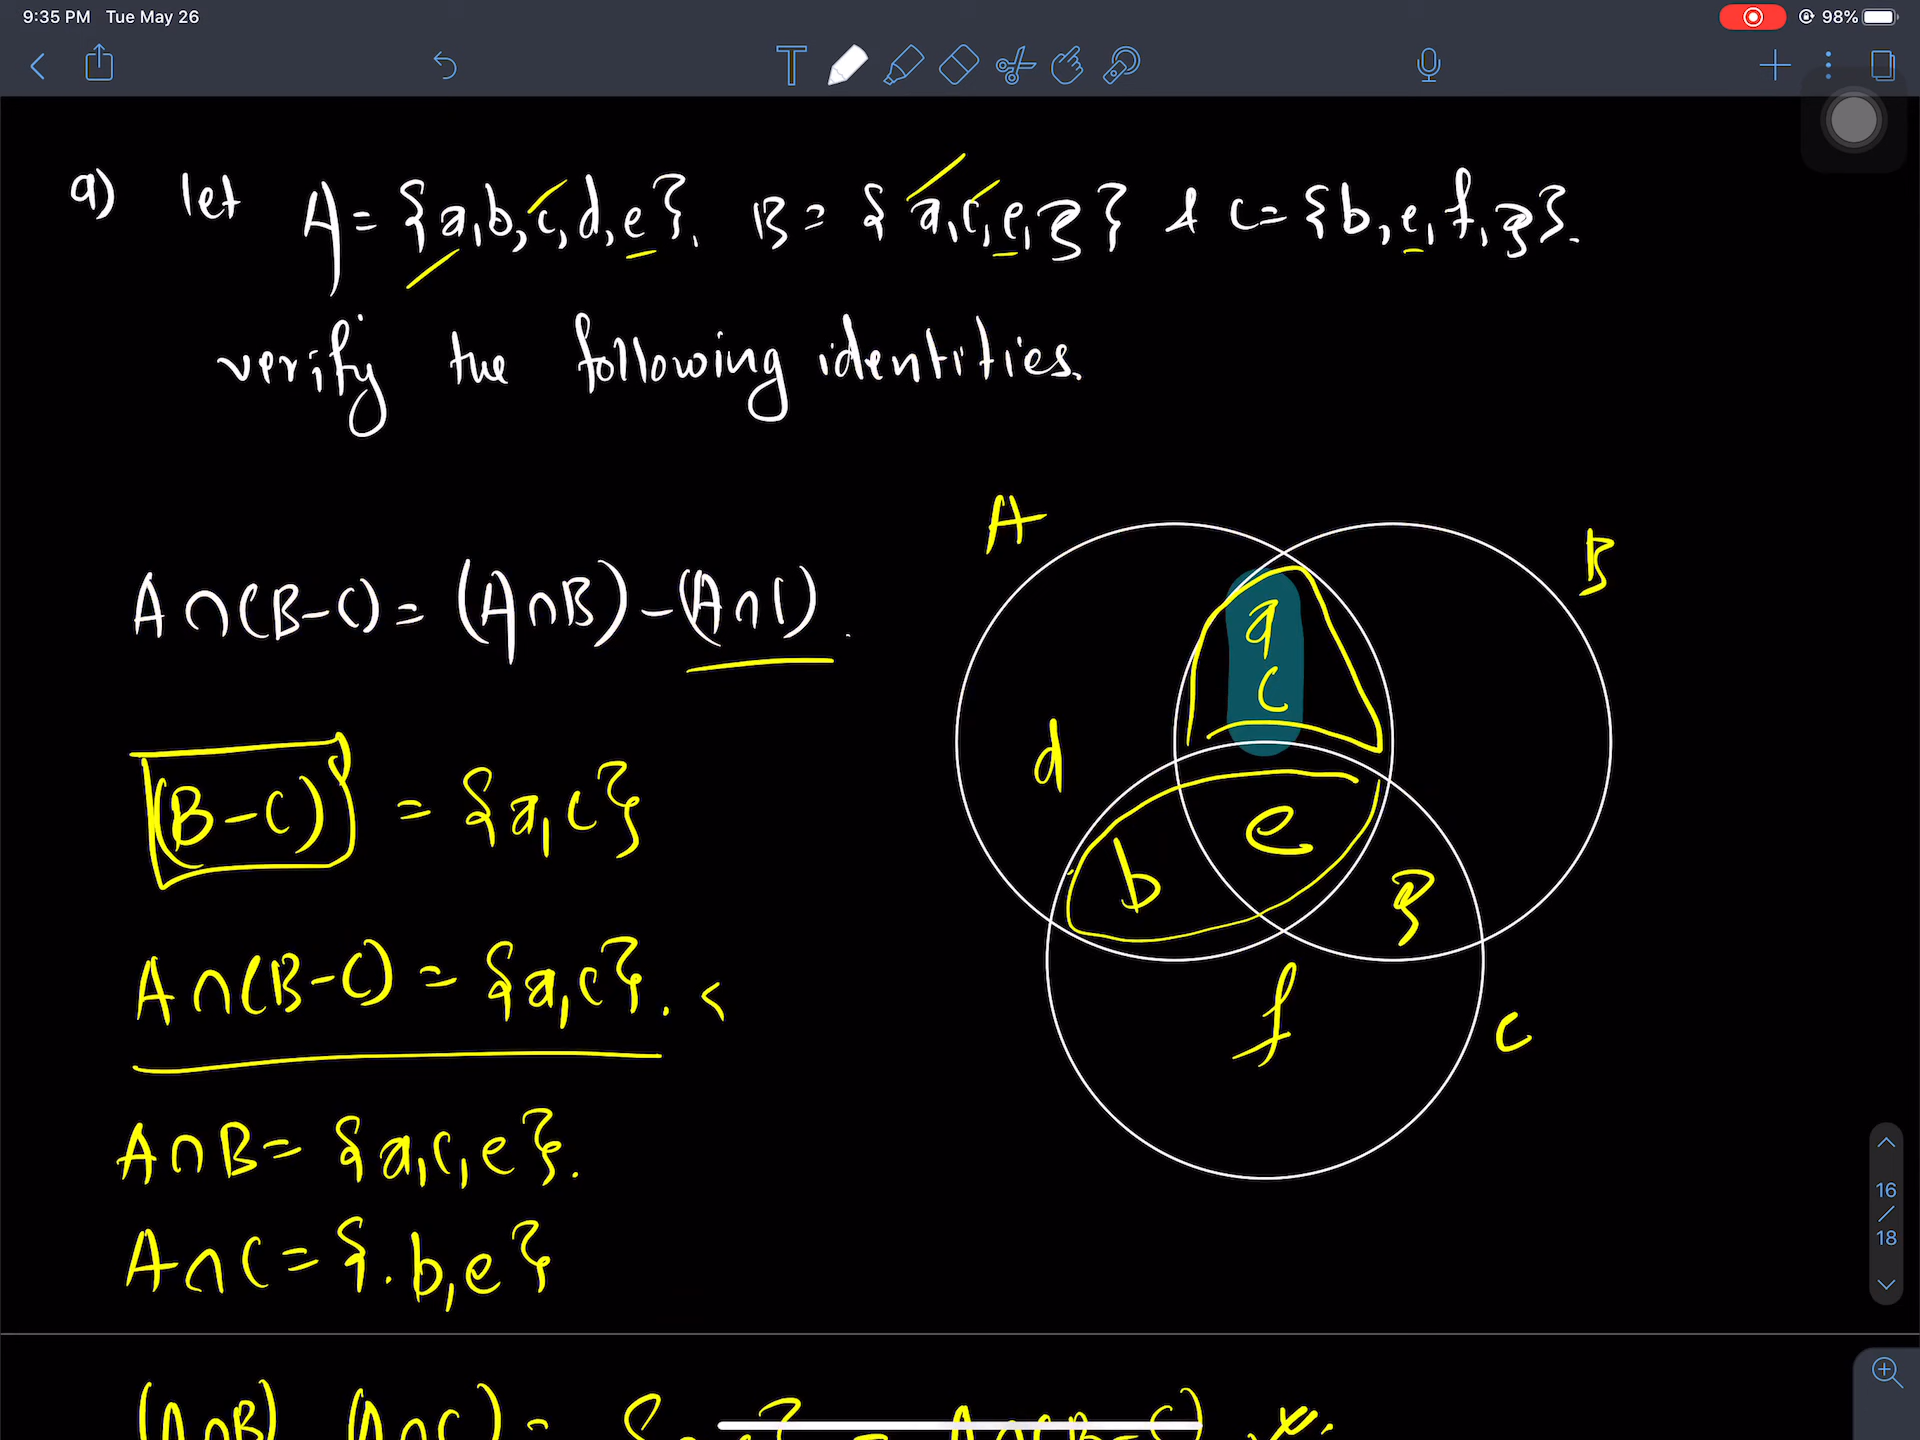 9:35 PM Tue May 26
98%
a) let A = {a, b, c, d, e}. B = {a, c, e, g} & C = {b, e, f, g}.
verify the following identities.
A∩(B-C) = (A∩B) - (A∩C).
(B-C) = {a, c}
A∩(B-C) = {a, c}.
A∩B = {a, c, e}.
A∩C = {. b, e}
A
B
a
c
d
e
b
g
f
C
16
/
18
(A∩B) (A∩C) =